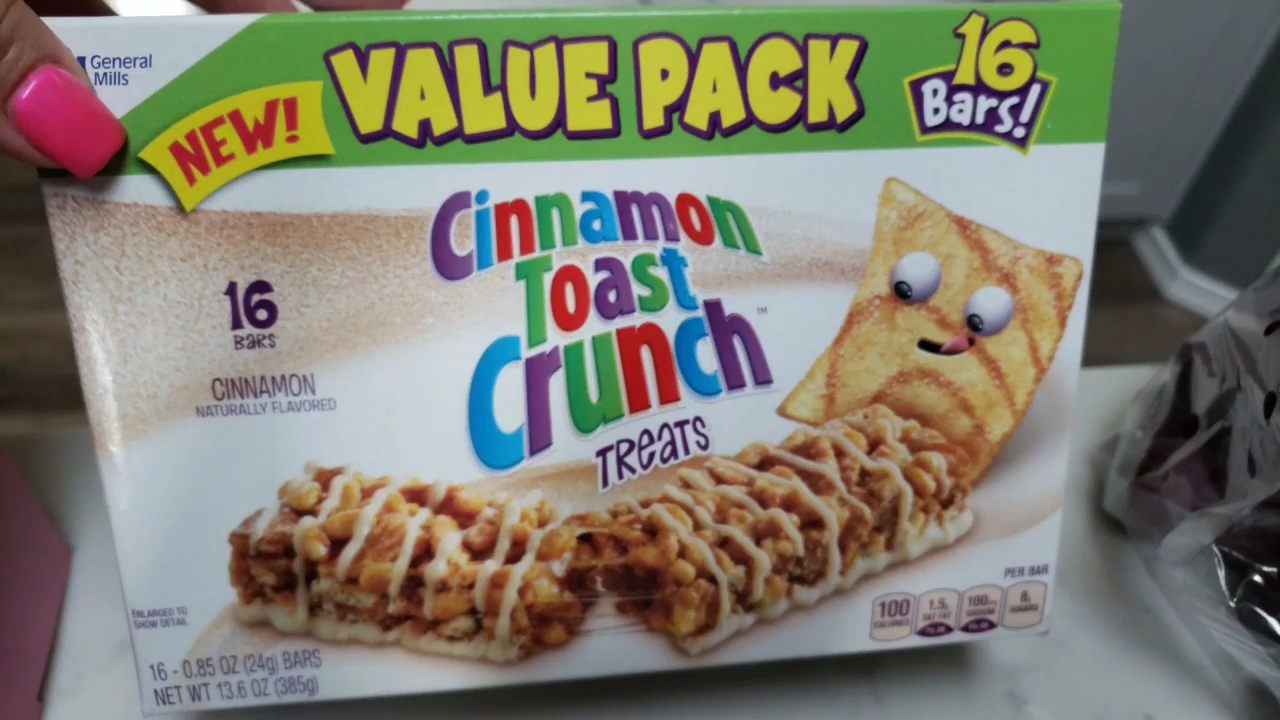 General
Mills
NEW!
VALUE PACK
16
Bars!
Cinnamon
Toast
Crunch™
TREATS
16
BARS
CINNAMON
NATURALLY FLAVORED
ENLARGED TO
SHOW DETAIL
16 - 0.85 OZ (24g) BARS
NET WT 13.6 OZ (385g)
PER BAR
100
CALORIES
1.5g
SAT FAT
100mg
SODIUM
8g
SUGARS